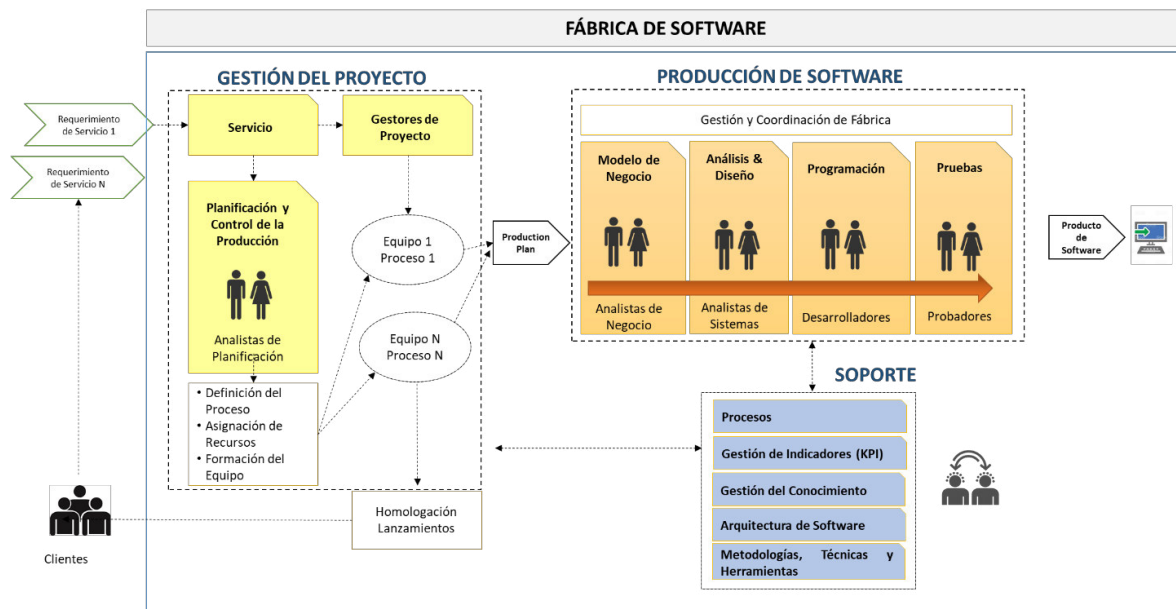 FÁBRICA DE SOFTWARE
GESTIÓN DEL PROYECTO
PRODUCCIÓN DE SOFTWARE
Requerimiento
de Servicio 1
Requerimiento
de Servicio N
Servicio
Gestores de
Proyecto
Planificación y
Control de la
Producción
Analistas de
Planificación
• Definición del
Proceso
• Asignación de
Recursos
• Formación del
Equipo
Equipo 1
Proceso 1
Equipo N
Proceso N
Homologación
Lanzamientos
Clientes
Production
Plan
Gestión y Coordinación de Fábrica
Modelo de
Negocio
Analistas de
Negocio
Análisis &
Diseño
Analistas de
Sistemas
Programación
Desarrolladores
Pruebas
Probadores
Producto
de
Software
SOPORTE
Procesos
Gestión de Indicadores (KPI)
Gestión del Conocimiento
Arquitectura de Software
Metodologías, Técnicas y
Herramientas